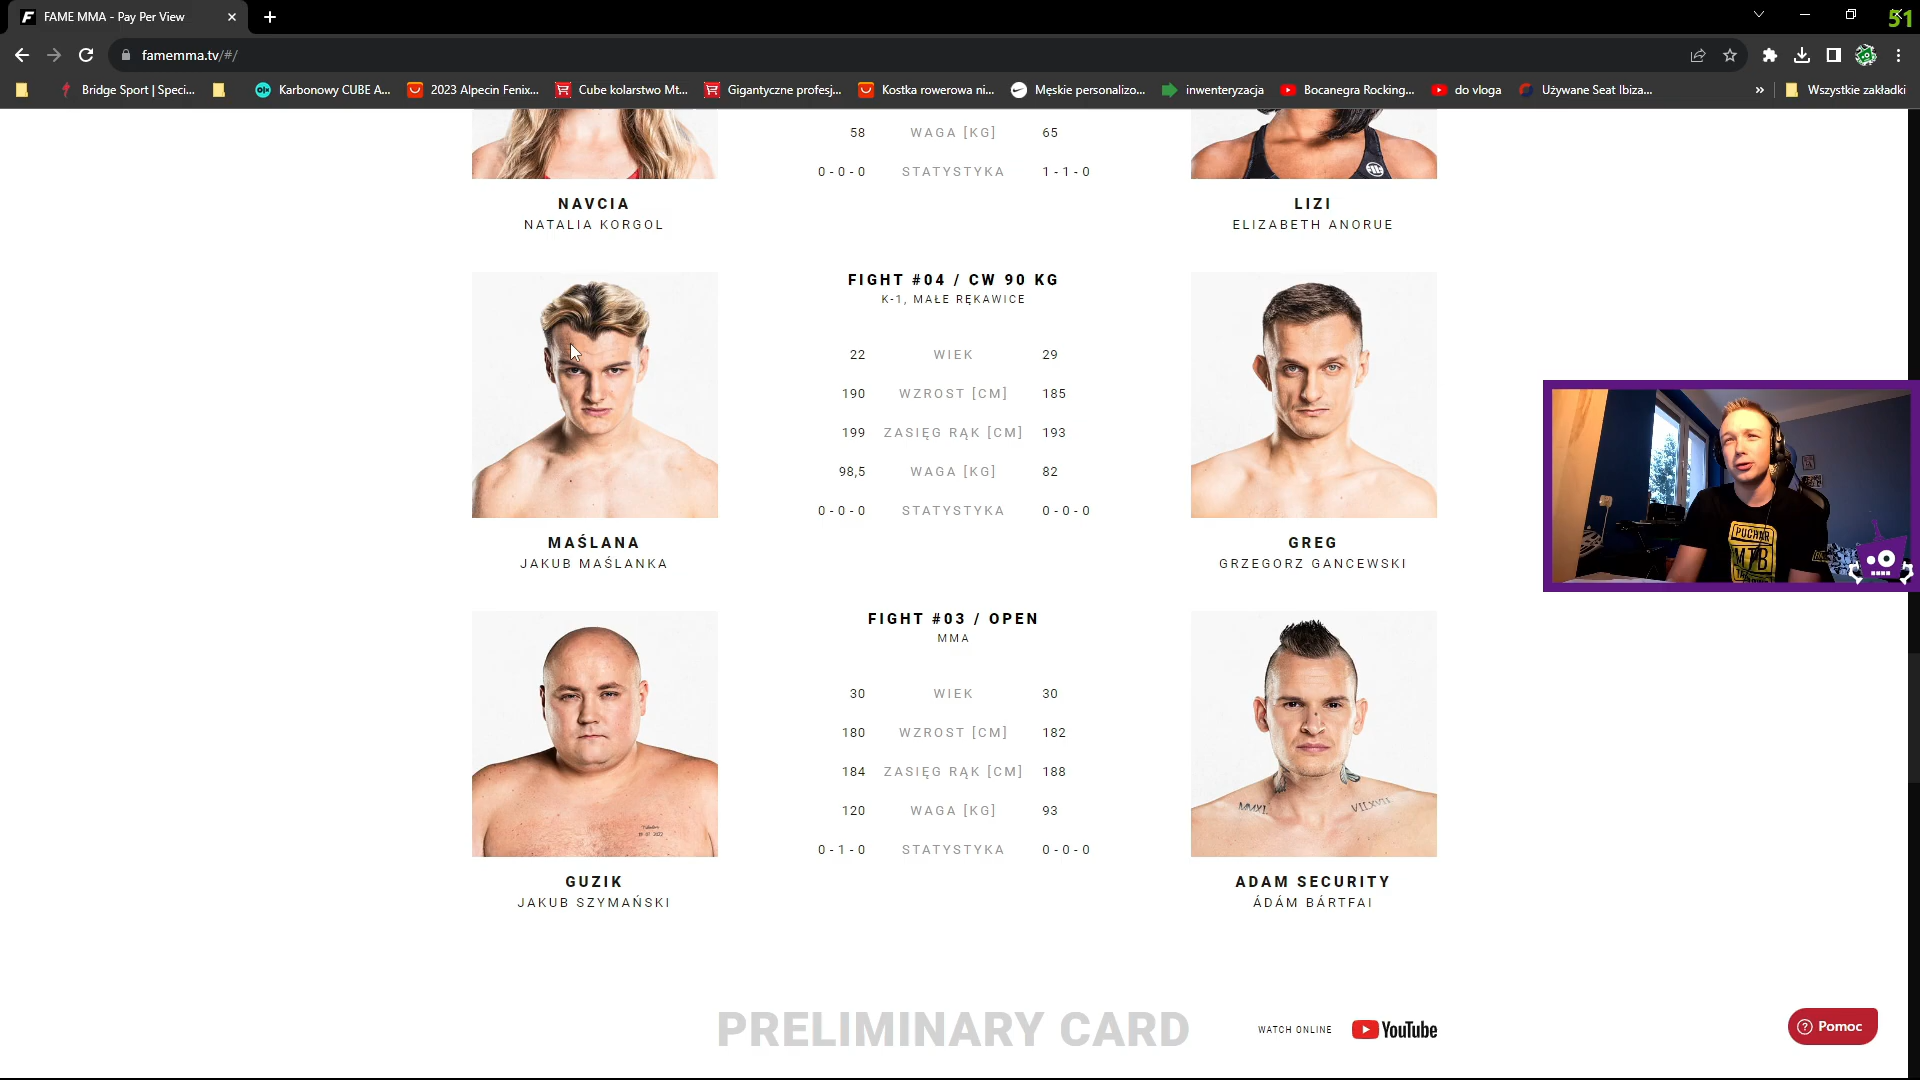 FAME MMA - Pay Per View
51
famemma.tv/#/
Bridge Sport | Speci...
Karbonowy CUBE A...
2023 Alpecin Fenix...
Cube kolarstwo Mt...
Gigantyczne profesj...
Kostka rowerowa ni...
Męskie personalizo...
inwenteryzacja
Bocanegra Rocking...
do vloga
Używane Seat Ibiza...
Wszystkie zakładki
58 WAGA [KG] 65
0-0-0 STATYSTYKA 1-1-0
NAVCIA
NATALIA KORGOL
LIZI
ELIZABETH ANORUE
FIGHT #04 / CW 90 KG
K-1, MAŁE RĘKAWICE
22 WIEK 29
190 WZROST [CM] 185
199 ZASIĘG RĄK [CM] 193
98,5 WAGA [KG] 82
0-0-0 STATYSTYKA 0-0-0
MAŚLANA
JAKUB MAŚLANKA
GREG
GRZEGORZ GANCEWSKI
PUCHAR
MTB
FIGHT #03 / OPEN
MMA
30 WIEK 30
180 WZROST [CM] 182
184 ZASIĘG RĄK [CM] 188
120 WAGA [KG] 93
0-1-0 STATYSTYKA 0-0-0
GUZIK
JAKUB SZYMAŃSKI
ADAM SECURITY
ÁDÁM BÁRTFAI
PRELIMINARY CARD
WATCH ONLINE
YouTube
Pomoc